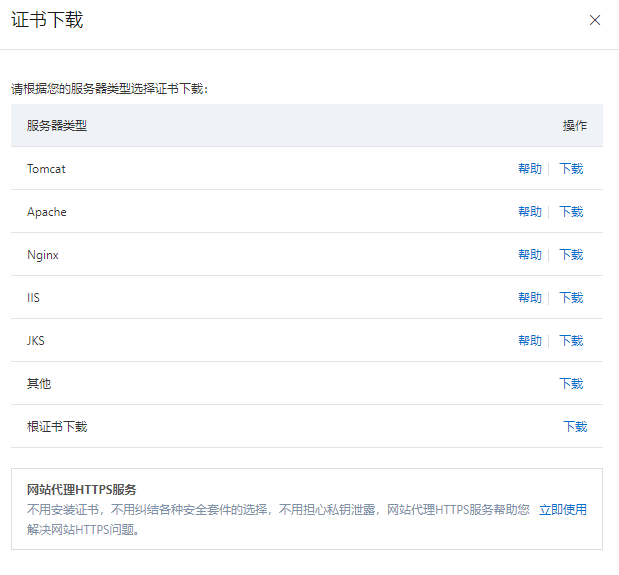 证书下载
请根据您的服务器类型选择证书下载：
服务器类型 操作
Tomcat 帮助 下载
Apache 帮助 下载
Nginx 帮助 下载
IIS 帮助 下载
JKS 帮助 下载
其他 下载
根证书下载 下载
网站代理HTTPS服务
不用安装证书，不用纠结各种安全套件的选择，不用担心私钥泄露，网站代理HTTPS服务帮助您 立即使用
解决网站HTTPS问题。